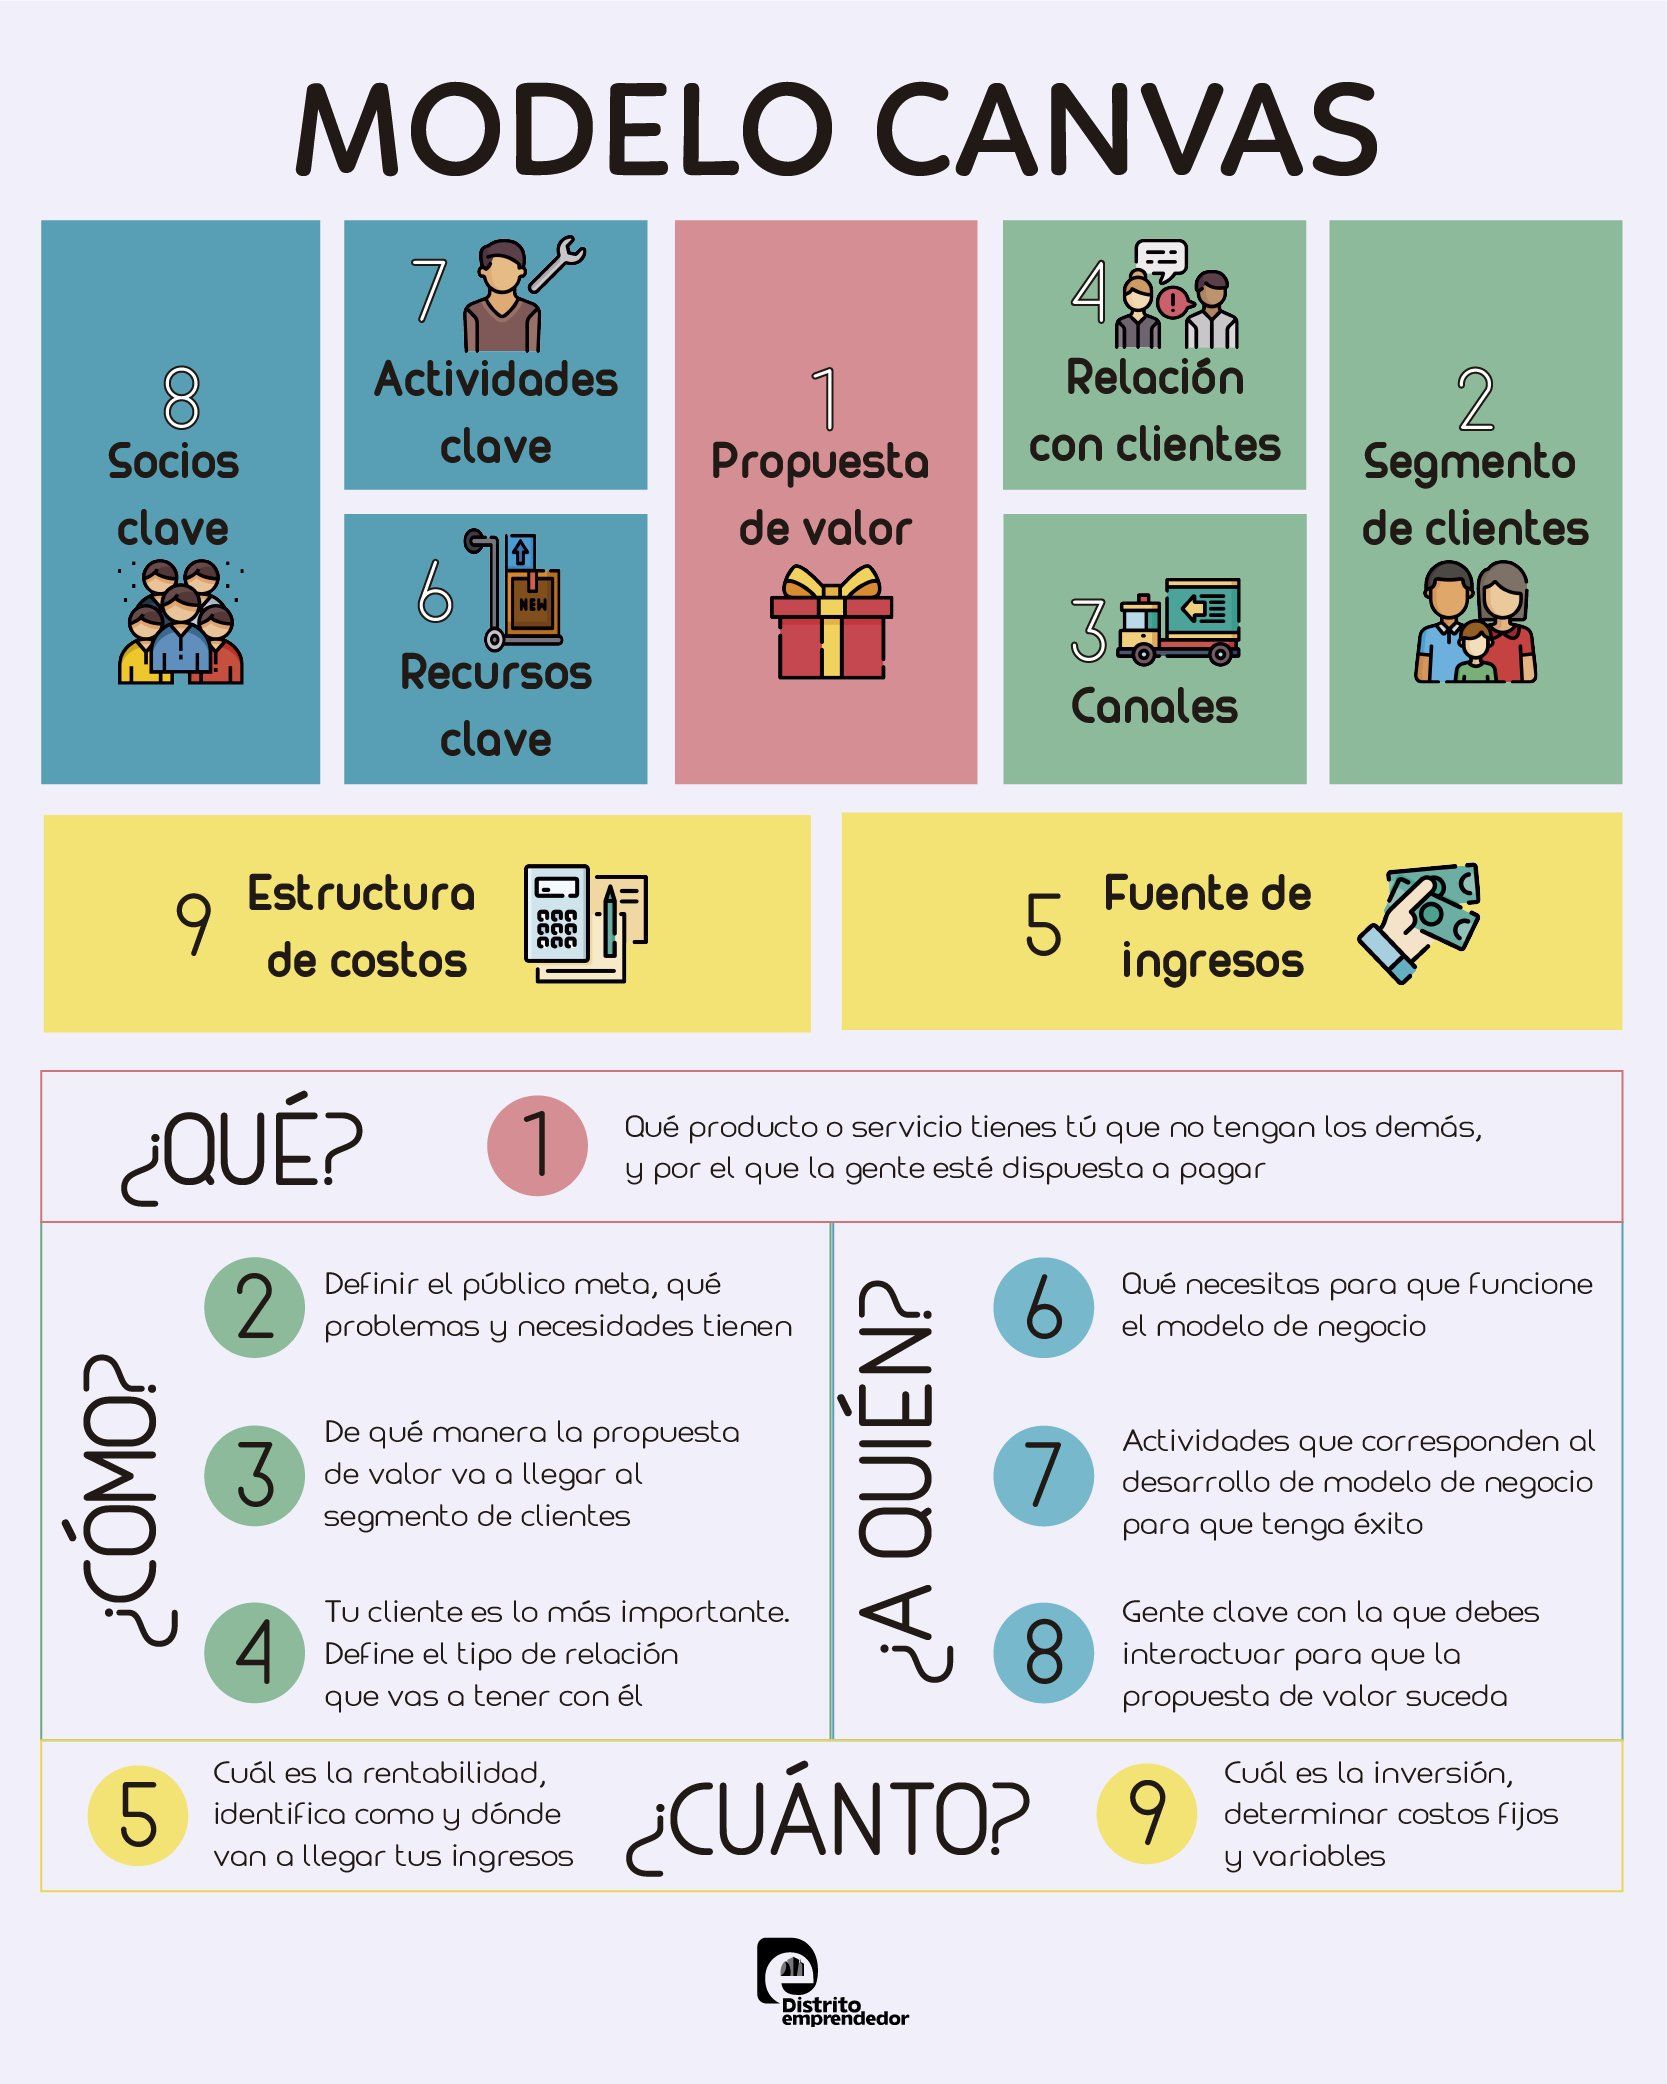 MODELO CANVAS
8
Socios
clave
7
Actividades
clave
6
NEW
Recursos
clave
1
Propuesta
de valor
4
!
Relación
con clientes
3
Canales
2
Segmento
de clientes
9
Estructura
de costos
5
Fuente de
ingresos
¿QUÉ?
1
Qué producto o servicio tienes tú que no tengan los demás,
y por el que la gente esté dispuesta a pagar
¿CÓMO?
2
Definir el público meta, qué
problemas y necesidades tienen
3
De qué manera la propuesta
de valor va a llegar al
segmento de clientes
4
Tu cliente es lo más importante.
Define el tipo de relación
que vas a tener con él
¿A QUIÉN?
6
Qué necesitas para que funcione
el modelo de negocio
7
Actividades que corresponden al
desarrollo de modelo de negocio
para que tenga éxito
8
Gente clave con la que debes
interactuar para que la
propuesta de valor suceda
5
Cuál es la rentabilidad,
identifica como y dónde
van a llegar tus ingresos
¿CUÁNTO?
9
Cuál es la inversión,
determinar costos fijos
y variables
Distrito
emprendedor